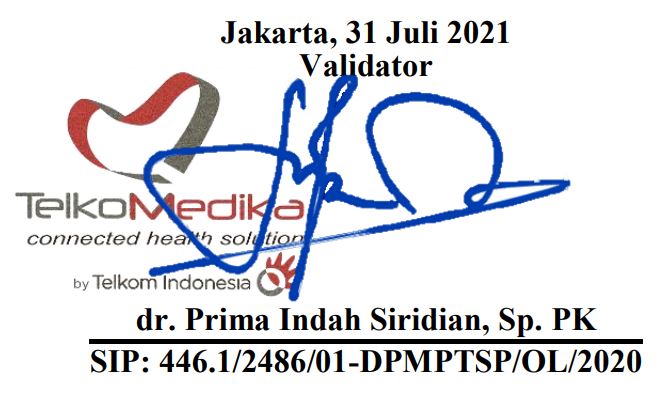 Jakarta, 31 Juli 2021
Validator
TelkoMedika
connected health solution
by Telkom Indonesia
dr. Prima Indah Siridian, Sp. PK
SIP: 446.1/2486/01-DPMPTSP/OL/2020